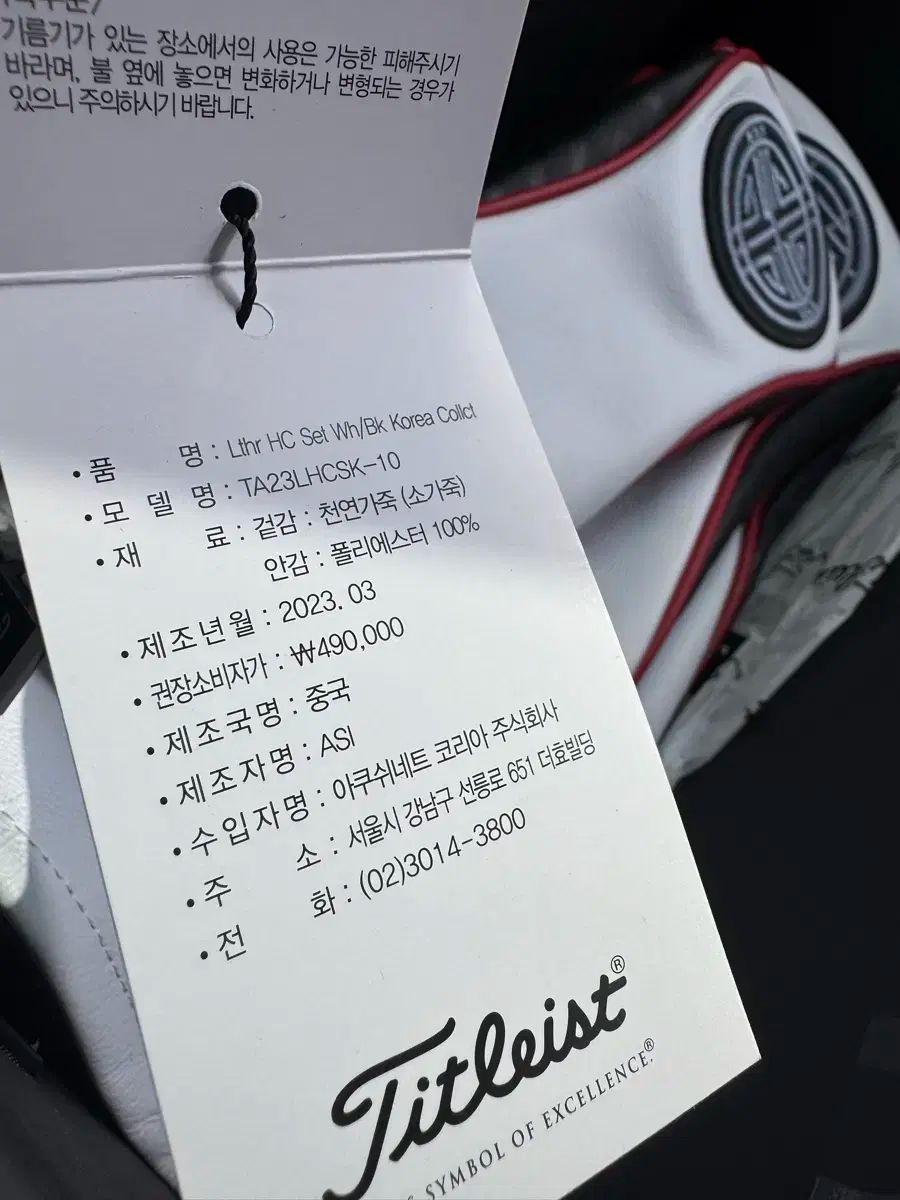 기름기가 있는 장소에서의 사용은 가능한 피해주시기
바라며, 불 옆에 놓으면 변화하거나 변형되는 경우가
있으니 주의하시기 바랍니다.
• 품 명 : Lthr HC Set Wh/Bk Korea Collct
• 모 델 명 : TA23LHCSK-10
• 재 료 : 겉감 : 천연가죽 (소가죽)
안감 : 폴리에스터 100%
• 제조년월 : 2023. 03
• 권장소비자가 : ₩490,000
• 제조국명 : 중국
• 제조자명 : ASI
• 수입자명 : 아쿠쉬네트 코리아 주식회사
• 주 소 : 서울시 강남구 선릉로 651 더효빌딩
• 전 화 : (02)3014-3800
Titleist®
SYMBOL OF EXCELLENCE.®